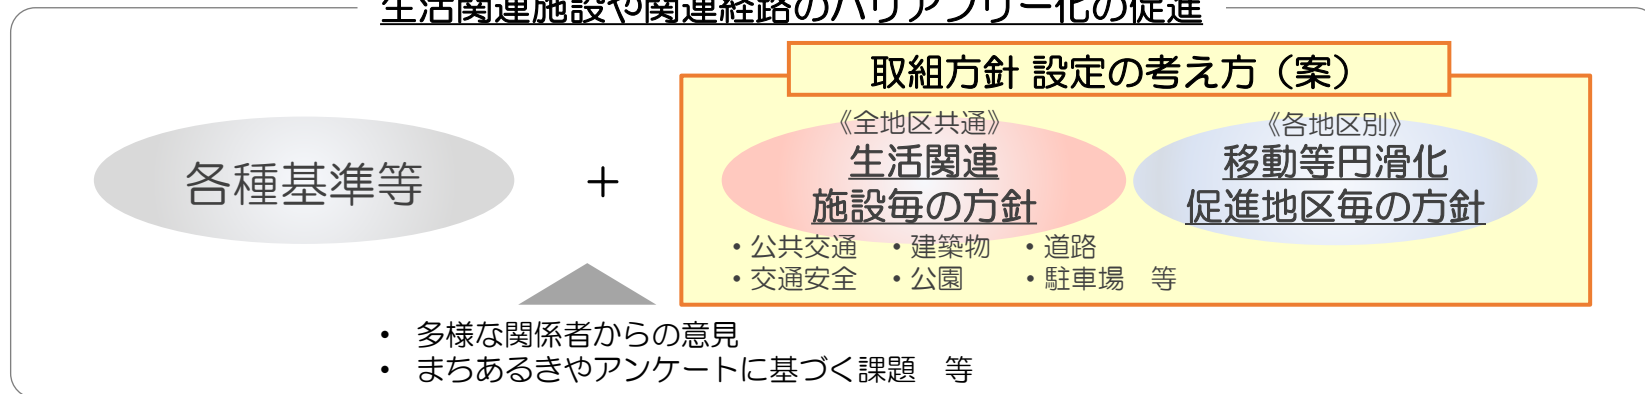 生活関連施設や関連経路のバリアフリー化の促進
取組方針 設定の考え方（案）
各種基準等
＋
《全地区共通》
生活関連
施設毎の方針
・公共交通 ・建築物 ・道路
・交通安全 ・公園 ・駐車場 等
《各地区別》
移動等円滑化
促進地区毎の方針
• 多様な関係者からの意見
• まちあるきやアンケートに基づく課題 等